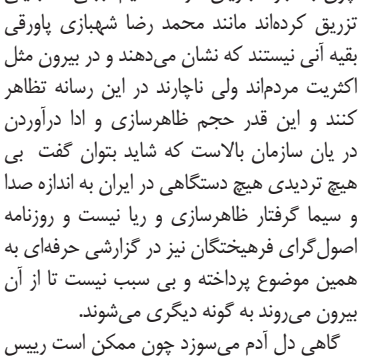 تزریق کرده‌اند مانند محمد رضا شهبازی پاورقی
بقیه آنی نیستند که نشان می‌دهند و در بیرون مثل
اکثریت مردم‌اند ولی ناچارند در این رسانه تظاهر
کنند و این قدر حجم ظاهرسازی و ادا درآوردن
در یان سازمان بالاست که شاید بتوان گفت بی
هیچ تردیدی هیچ دستگاهی در ایران به اندازه صدا
و سیما گرفتار ظاهرسازی و ریا نیست و روزنامه
اصول‌گرای فرهیختگان نیز در گزارشی حرفه‌ای به
همین موضوع پرداخته و بی سبب نیست تا از آن
بیرون می‌روند به گونه دیگری می‌شوند.
گاهی دل آدم می‌سوزد چون ممکن است رییس